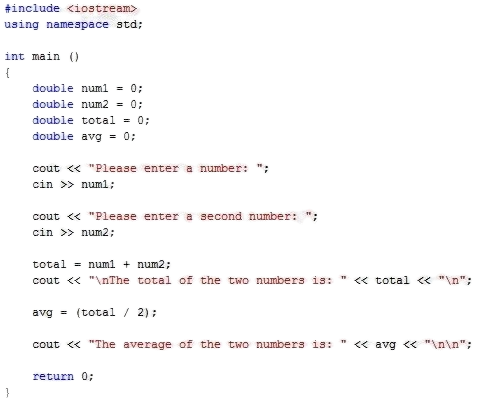 #include <iostream>
using namespace std;
int main ()
{
double num1 = 0;
double num2 = 0;
double total = 0;
double avg = 0;
cout << "Please enter a number: ";
cin >> num1;
cout << "Please enter a second number: ";
cin >> num2;
total = num1 + num2;
cout << "\nThe total of the two numbers is: " << total << "\n";
avg = (total / 2);
cout << "The average of the two numbers is: " << avg << "\n\n";
return 0;
}